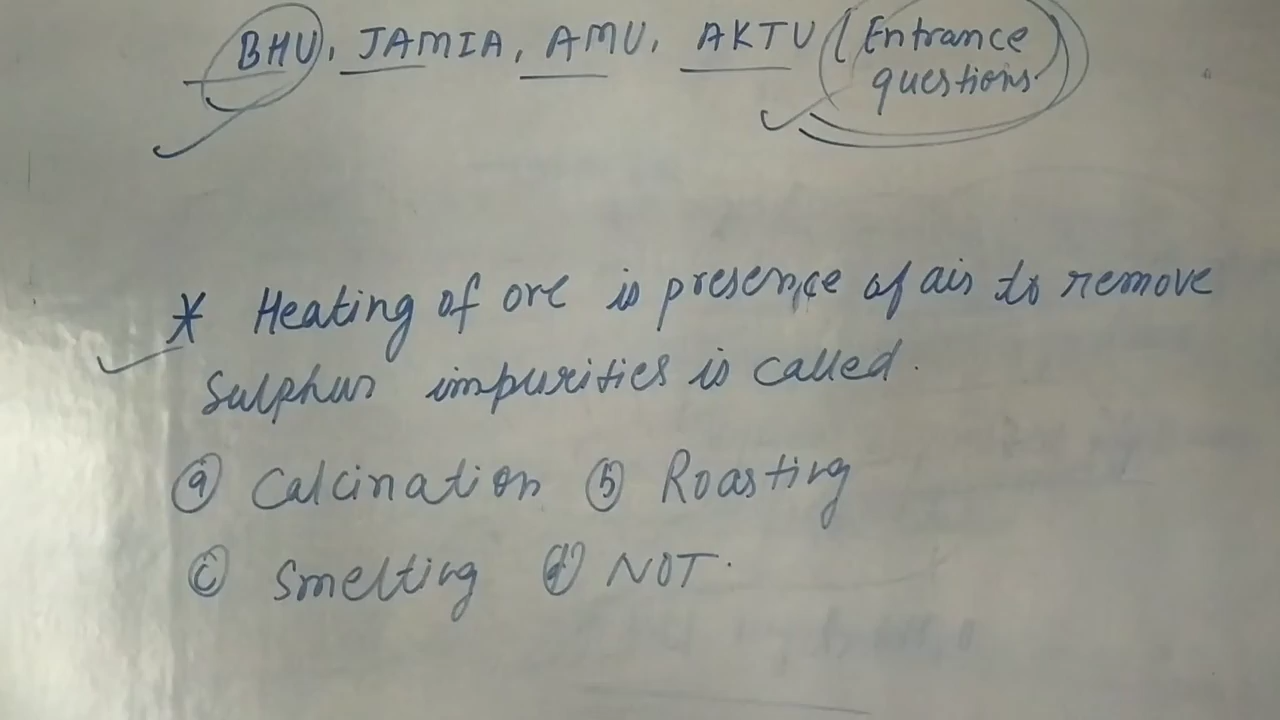 BHU, JAMIA, AMU, AKTU (Entrance
questions)
* Heating of ore is presence of air to remove
Sulphur impurities is called.
(a) Calcination (b) Roasting
(c) Smelting (d) NOT.